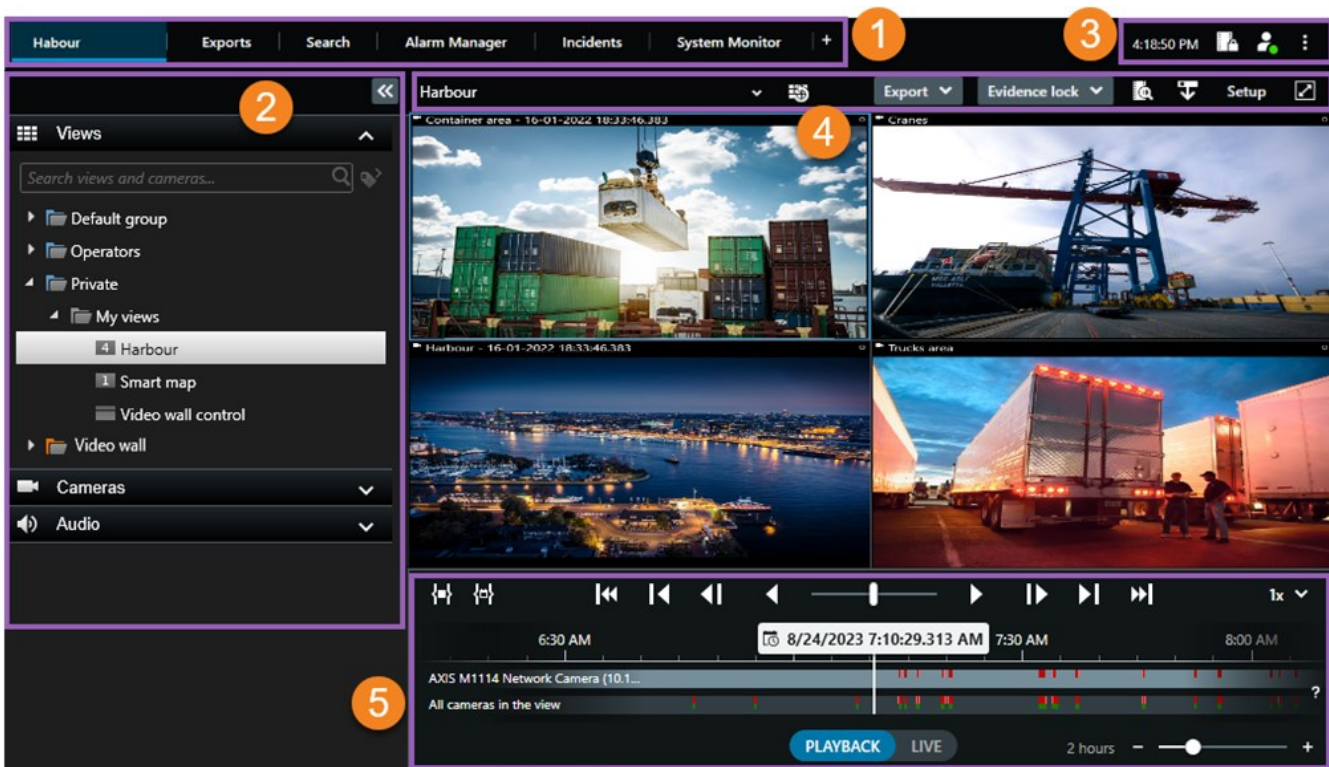 Habour Exports Search Alarm Manager Incidents System Monitor +
1
3
4:18:50 PM
2
Views
Search views and cameras...
Default group
Operators
Private
My views
4 Harbour
1 Smart map
Video wall control
Video wall
Cameras
Audio
Harbour Export Evidence lock Setup
4
Container area - 16-01-2022 18:33:46.383
Cranes
Harbour - 16-01-2022 18:33:46.383
Trucks area
1x
6:30 AM 8/24/2023 7:10:29.313 AM 7:30 AM 8:00 AM
5
AXIS M1114 Network Camera (10.1...
All cameras in the view
?
PLAYBACK LIVE 2 hours - +